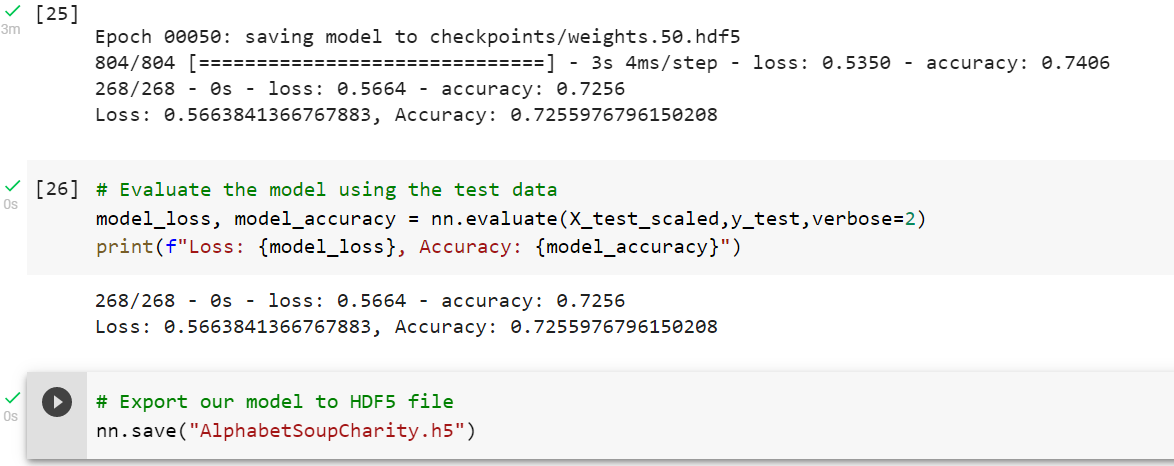 [25]
3m
Epoch 00050: saving model to checkpoints/weights.50.hdf5
804/804 [==============================] - 3s 4ms/step - loss: 0.5350 - accuracy: 0.7406
268/268 - 0s - loss: 0.5664 - accuracy: 0.7256
Loss: 0.5663841366767883, Accuracy: 0.7255976796150208
[26] # Evaluate the model using the test data
0s
model_loss, model_accuracy = nn.evaluate(X_test_scaled,y_test,verbose=2)
print(f"Loss: {model_loss}, Accuracy: {model_accuracy}")
268/268 - 0s - loss: 0.5664 - accuracy: 0.7256
Loss: 0.5663841366767883, Accuracy: 0.7255976796150208
# Export our model to HDF5 file
0s
nn.save("AlphabetSoupCharity.h5")